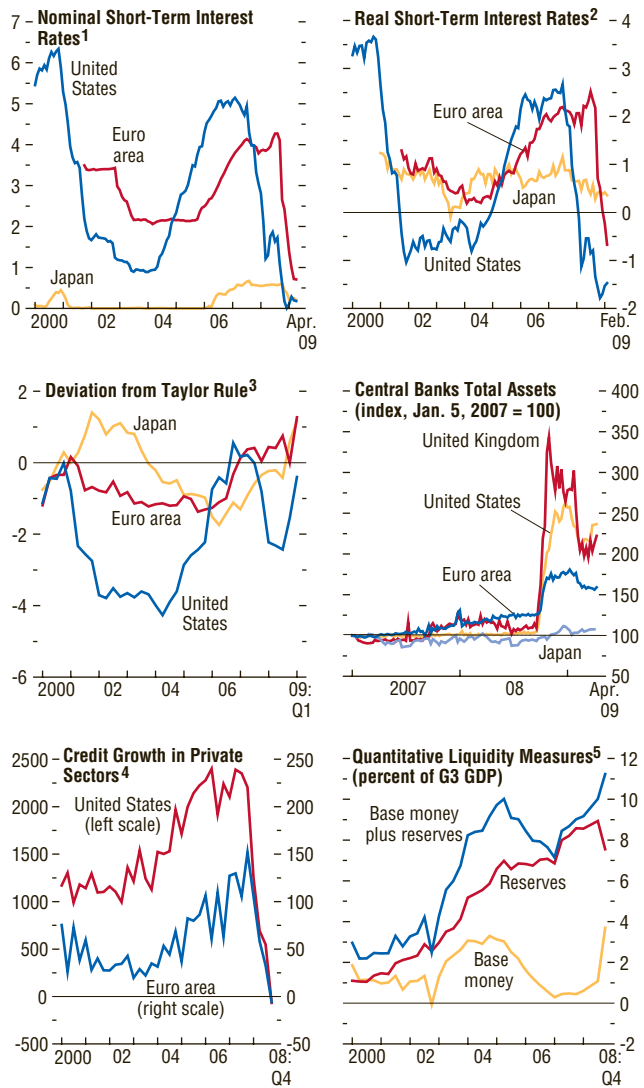 Nominal Short-Term Interest
Rates1
7
6
5
4
3
2
1
0
United
States
Euro
area
Japan
2000 02 04 06 08 Apr.
09
Real Short-Term Interest Rates2
4
3
2
1
0
-1
-2
Euro area
Japan
United States
2000 02 04 06 Feb.
09
Deviation from Taylor Rule3
2
0
-2
-4
-6
Japan
Euro area
United
States
2000 02 04 06 09:
Q1
Central Banks Total Assets
(index, Jan. 5, 2007 = 100)
400
350
300
250
200
150
100
50
United Kingdom
United States
Euro area
Japan
2007 08 Apr.
09
Credit Growth in Private
Sectors4
2500
2000
1500
1000
500
0
-500
250
200
150
100
50
0
-50
United States
(left scale)
Euro area
(right scale)
2000 02 04 06 08:
Q4
Quantitative Liquidity Measures5
(percent of G3 GDP)
12
10
8
6
4
2
0
-2
Base money
plus reserves
Reserves
Base
money
2000 02 04 06 08:
Q4